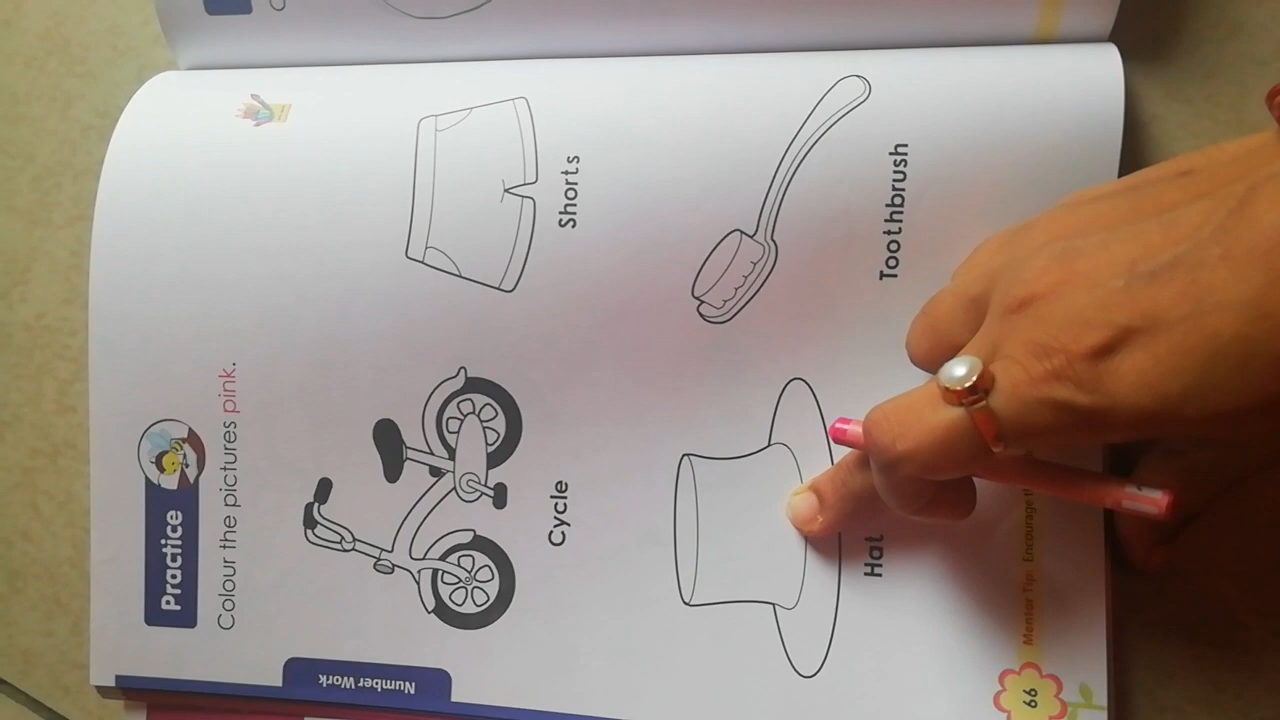 Practice
Colour the pictures pink.
Cycle
Shorts
Hat
Toothbrush
Number Work
66
Mentor Tip: Encourage